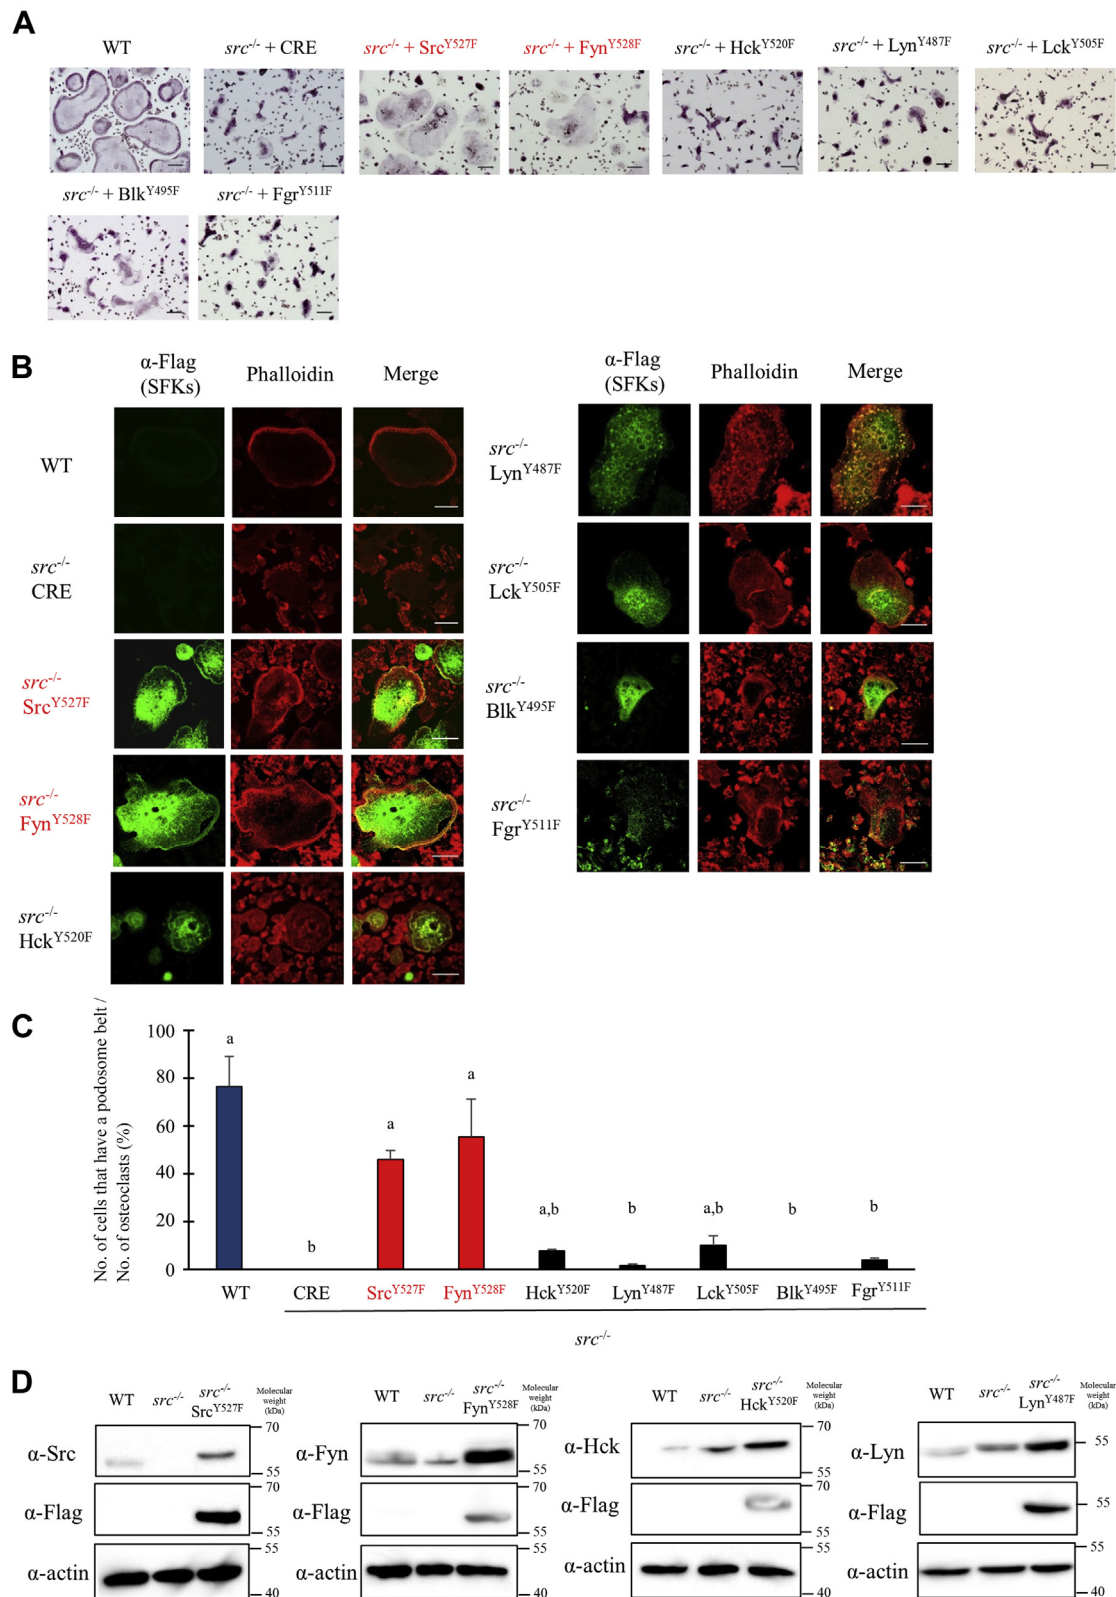 A
WT
src-/- + CRE
src-/- + SrcY527F
src-/- + FynY528F
src-/- + HckY520F
src-/- + LynY487F
src-/- + LckY505F
src-/- + BlkY495F
src-/- + FgrY511F
B
α-Flag
(SFKs)
Phalloidin
Merge
WT
src-/-
CRE
src-/-
SrcY527F
src-/-
FynY528F
src-/-
HckY520F
α-Flag
(SFKs)
Phalloidin
Merge
src-/-
LynY487F
src-/-
LckY505F
src-/-
BlkY495F
src-/-
FgrY511F
C
No. of cells that have a podosome belt /
No. of osteoclasts (%)
100
80
60
40
20
0
a
b
a
a
a,b
b
a,b
b
b
WT
CRE
SrcY527F
FynY528F
HckY520F
LynY487F
LckY505F
BlkY495F
FgrY511F
src-/-
D
WT
src-/-
src-/-
SrcY527F
Molecular
weight
(kDa)
α-Src
70
55
α-Flag
70
55
α-actin
55
40
WT
src-/-
src-/-
FynY528F
Molecular
weight
(kDa)
α-Fyn
70
55
α-Flag
70
55
α-actin
55
40
WT
src-/-
src-/-
HckY520F
Molecular
weight
(kDa)
α-Hck
70
55
α-Flag
70
55
α-actin
55
40
WT
src-/-
src-/-
LynY487F
Molecular
weight
(kDa)
α-Lyn
55
α-Flag
55
α-actin
55
40